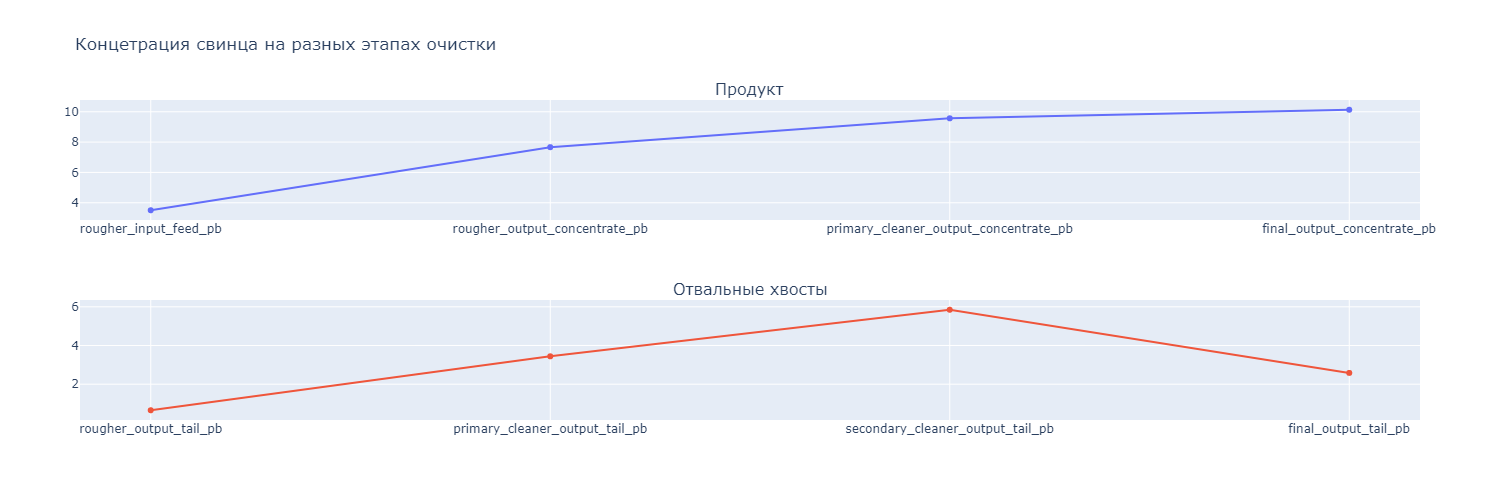 Концетрация свинца на разных этапах очистки
Продукт
10
8
6
4
rougher_input_feed_pb rougher_output_concentrate_pb primary_cleaner_output_concentrate_pb final_output_concentrate_pb
Отвальные хвосты
6
4
2
rougher_output_tail_pb primary_cleaner_output_tail_pb secondary_cleaner_output_tail_pb final_output_tail_pb